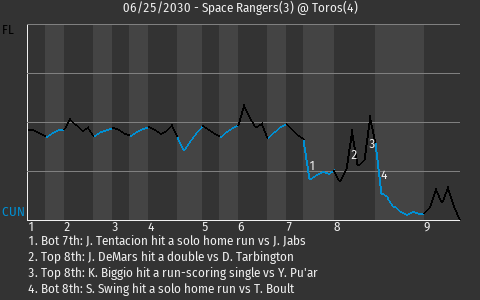 06/25/2030 - Space Rangers(3) @ Toros(4)
FL
1
2
3
4
CUN
1 2 3 4 5 6 7 8 9
1. Bot 7th: J. Tentacion hit a solo home run vs J. Jabs
2. Top 8th: J. DeMars hit a double vs D. Tarbington
3. Top 8th: K. Biggio hit a run-scoring single vs Y. Pu'ar
4. Bot 8th: S. Swing hit a solo home run vs T. Boult